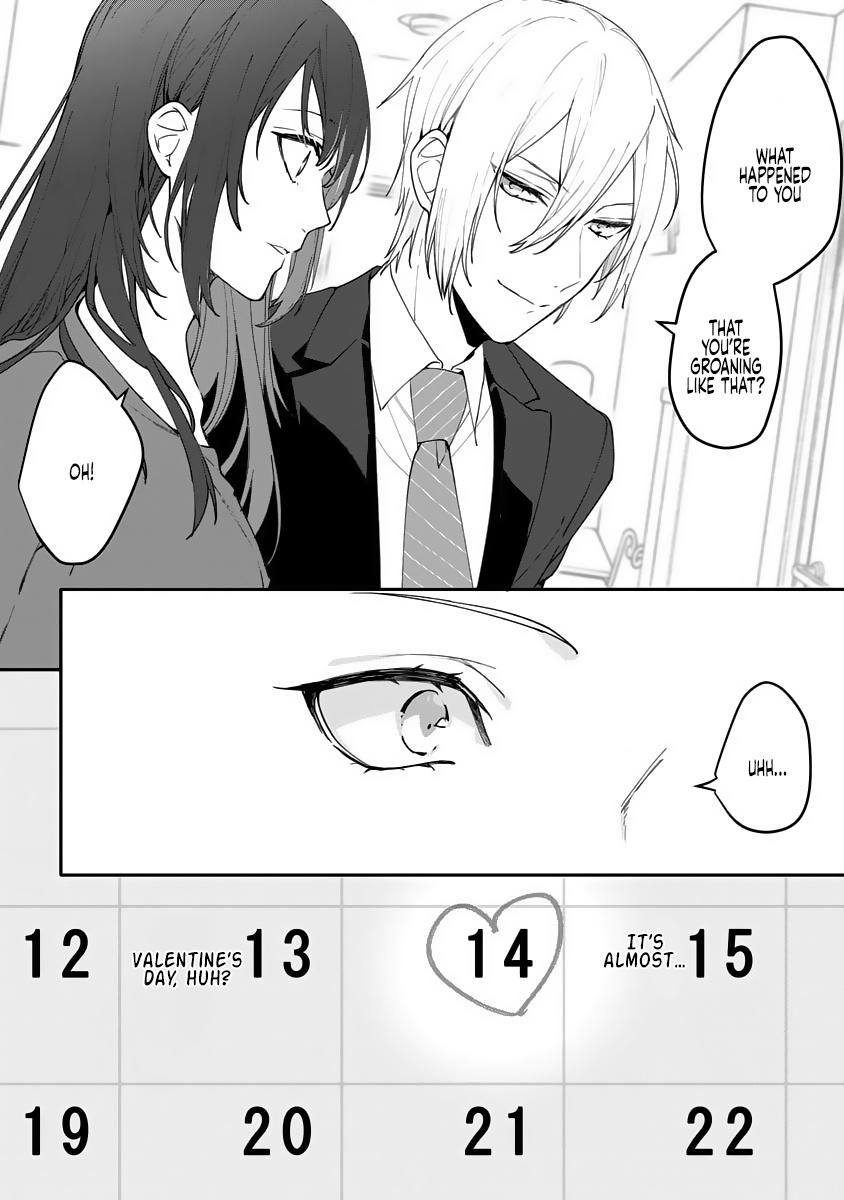 WHAT
HAPPENED
TO YOU
THAT
YOU'RE
GROANING
LIKE THAT?
OH!
UHH...
IT'S
ALMOST...
VALENTINE'S
DAY, HUH?
12 13 14 15
19 20 21 22